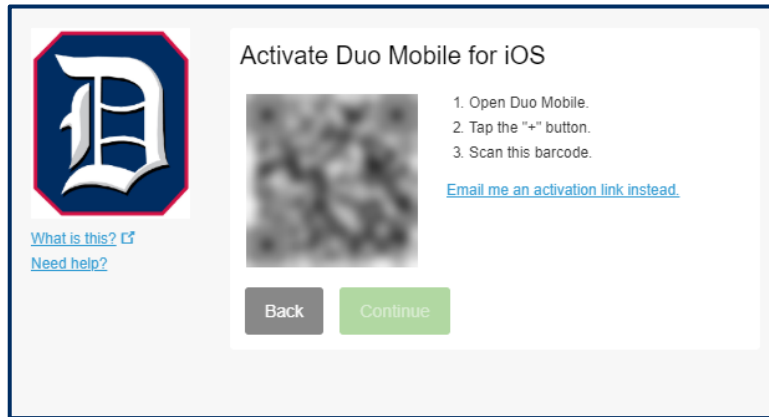 D
Activate Duo Mobile for iOS
1. Open Duo Mobile.
2. Tap the "+" button.
3. Scan this barcode.
Email me an activation link instead.
What is this?
Need help?
Back
Continue